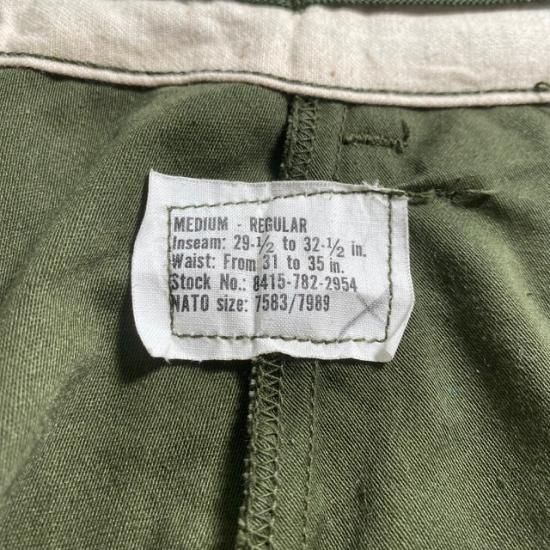 MEDIUM - REGULAR
Inseam: 29-1/2 to 32-1/2 in.
Waist: From 31 to 35 in.
Stock No.: 8415-782-2954
NATO size: 7583/7989